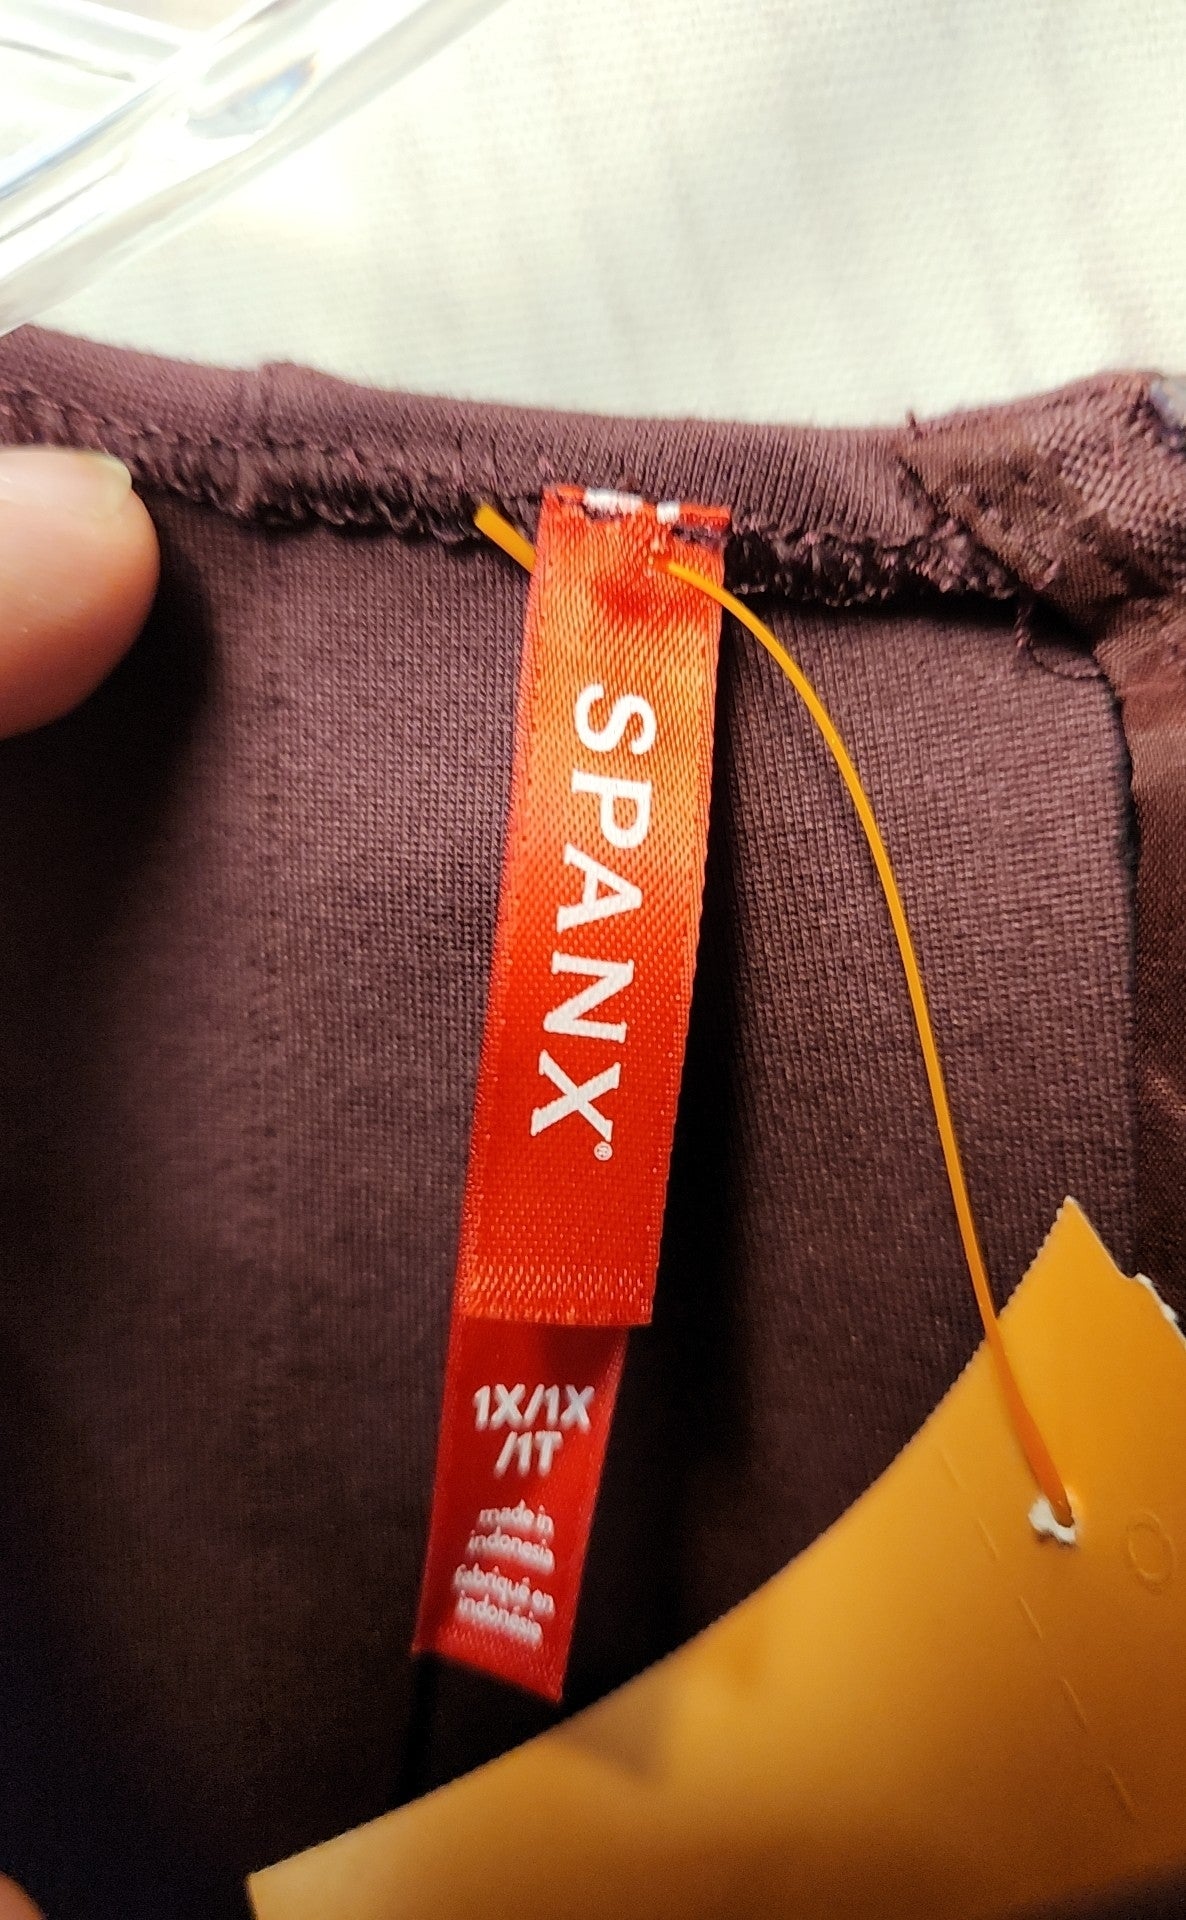 SPANX®
1X/1X
/1T
made in
indonesia
fabriqué en
indonésie